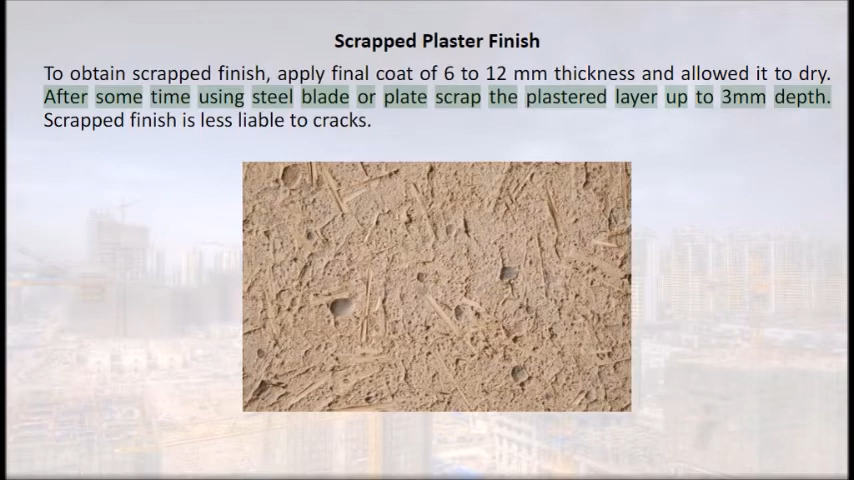 Scrapped Plaster Finish
To obtain scrapped finish, apply final coat of 6 to 12 mm thickness and allowed it to dry.
After some time using steel blade or plate scrap the plastered layer up to 3mm depth.
Scrapped finish is less liable to cracks.